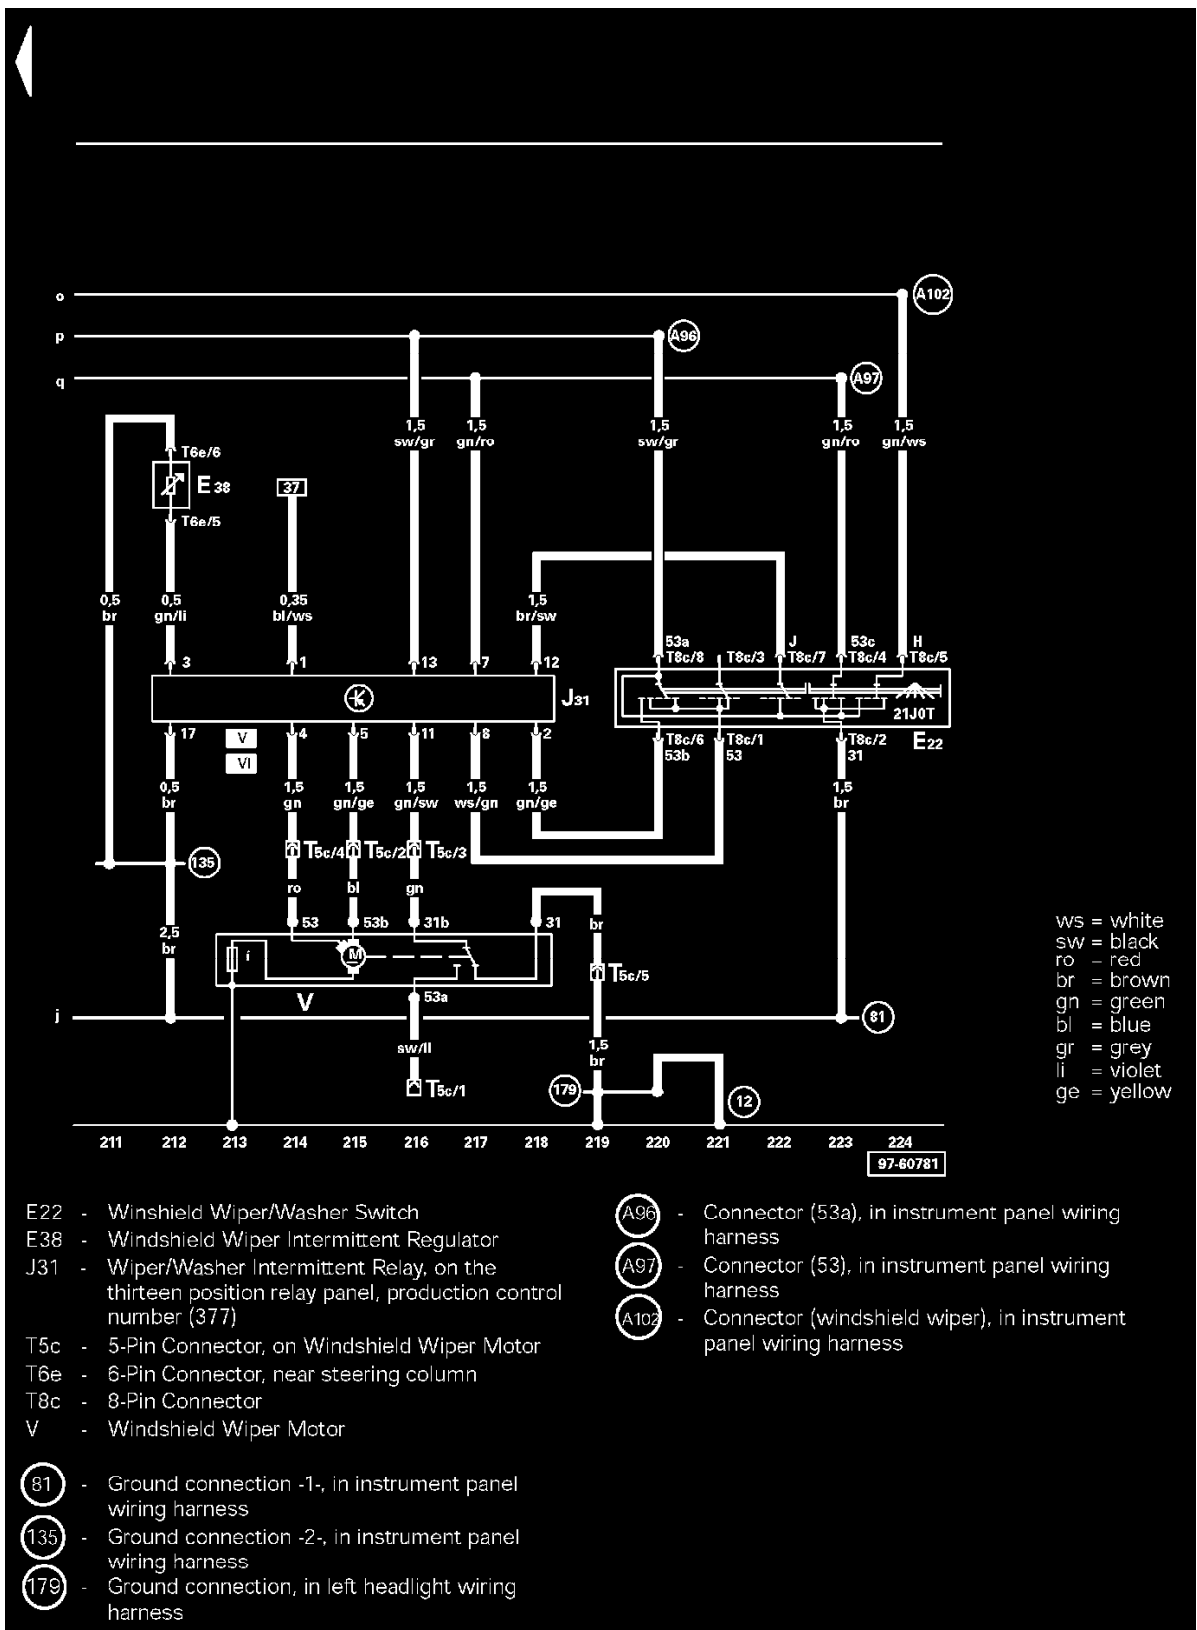 o
A102
p
A96
q
A97
1,5 1,5 1,5 1,5 1,5
sw/gr gn/ro sw/gr gn/ro gn/ws
T6e/6
E38
37
T6e/5
0,5 0,5 0,35 1,5
br gn/li bl/ws br/sw
53a J 53c H
3 1 13 7 12 T8c/8 T8c/3 T8c/7 T8c/4 T8c/5
J31
21J0T
17 V 4 5 11 8 2 T8c/6 T8c/1 T8c/2 E22
VI 53b 53 31
0,5 1,5 1,5 1,5 1,5 1,5 1,5
br gn gn/ge gn/sw ws/gn gn/ge br
T5c/4 T5c/2 T5c/3
135
ro bl gn
53 53b 31b 31 br
2,5
br
i M
T5c/5
V 53a
j
81
sw/ll
1,5
br
T5c/1
179
12
ws = white
sw = black
ro – red
br = brown
gn = green
bl = blue
gr = grey
li = violet
ge = yellow
211 212 213 214 215 216 217 218 219 220 221 222 223 224
97-60781
E22 - Winshield Wiper/Washer Switch
E38 - Windshield Wiper Intermittent Regulator
J31 - Wiper/Washer Intermittent Relay, on the
thirteen position relay panel, production control
number (377)
T5c - 5-Pin Connector, on Windshield Wiper Motor
T6e - 6-Pin Connector, near steering column
T8c - 8-Pin Connector
V - Windshield Wiper Motor
81 - Ground connection -1-, in instrument panel
wiring harness
135 - Ground connection -2-, in instrument panel
wiring harness
179 - Ground connection, in left headlight wiring
harness
A96 - Connector (53a), in instrument panel wiring
harness
A97 - Connector (53), in instrument panel wiring
harness
A102 - Connector (windshield wiper), in instrument
panel wiring harness